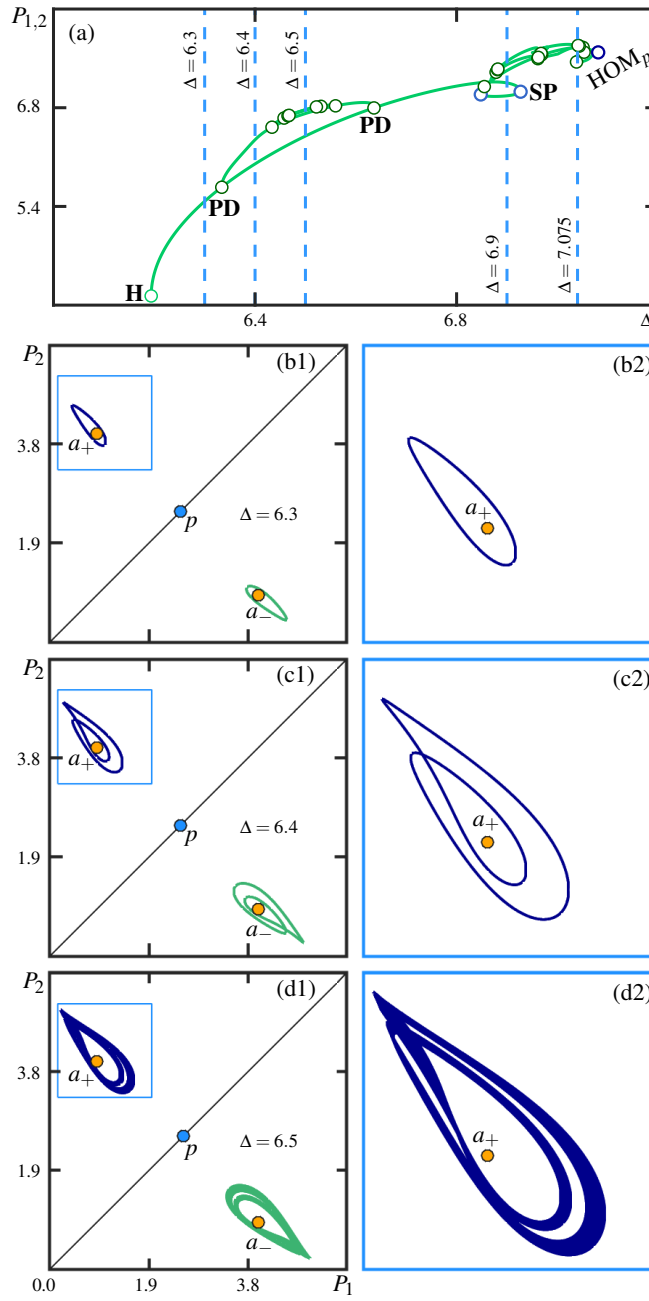 P1,2
(a)
Δ = 6.3
Δ = 6.4
Δ = 6.5
HOMp
6.8
SP
PD
5.4
PD
Δ = 6.9
Δ = 7.075
H
6.4
6.8
Δ
P2
(b1)
(b2)
a+
3.8
a+
p
Δ = 6.3
1.9
a−
P2
(c1)
(c2)
a+
3.8
a+
p
Δ = 6.4
1.9
a−
P2
(d1)
(d2)
a+
3.8
a+
p
Δ = 6.5
1.9
a−
0.0
1.9
3.8
P1